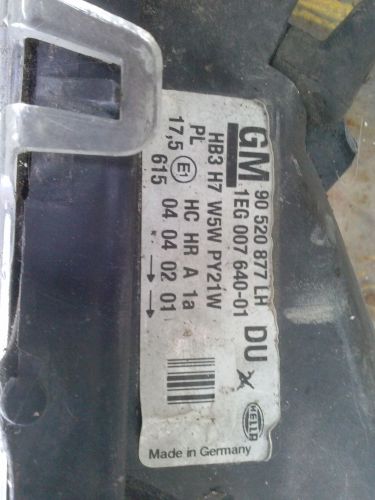 GM 90 520 877 LH
1EG 007 640-01
DU
HB3 H7 W5W PY21W
PL HC HR A 1a
17,5 E1 04 04 02 01
615
HELLA
Made in Germany